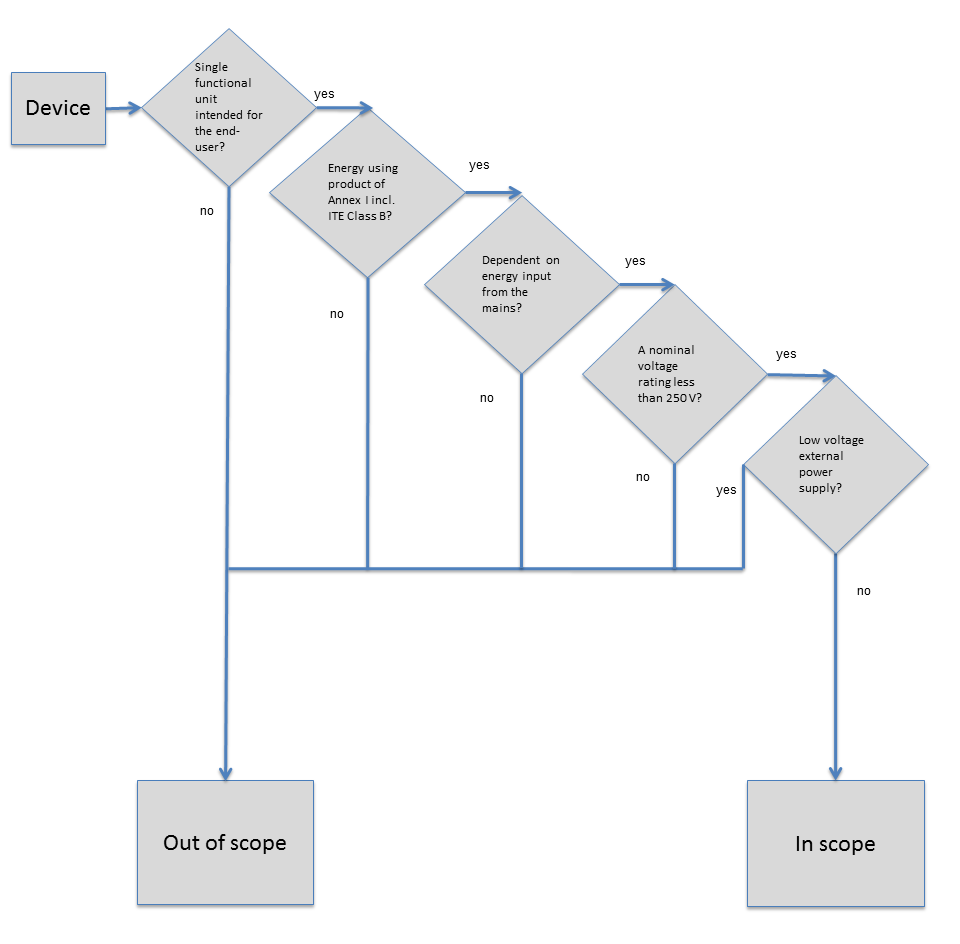 Device
Single
functional
unit
intended for
the end-
user?
yes
no
Energy using
product of
Annex I incl.
ITE Class B?
yes
no
Dependent on
energy input
from the
mains?
yes
no
A nominal
voltage
rating less
than 250 V?
yes
no
Low voltage
external
power
supply?
yes
no
Out of scope
In scope